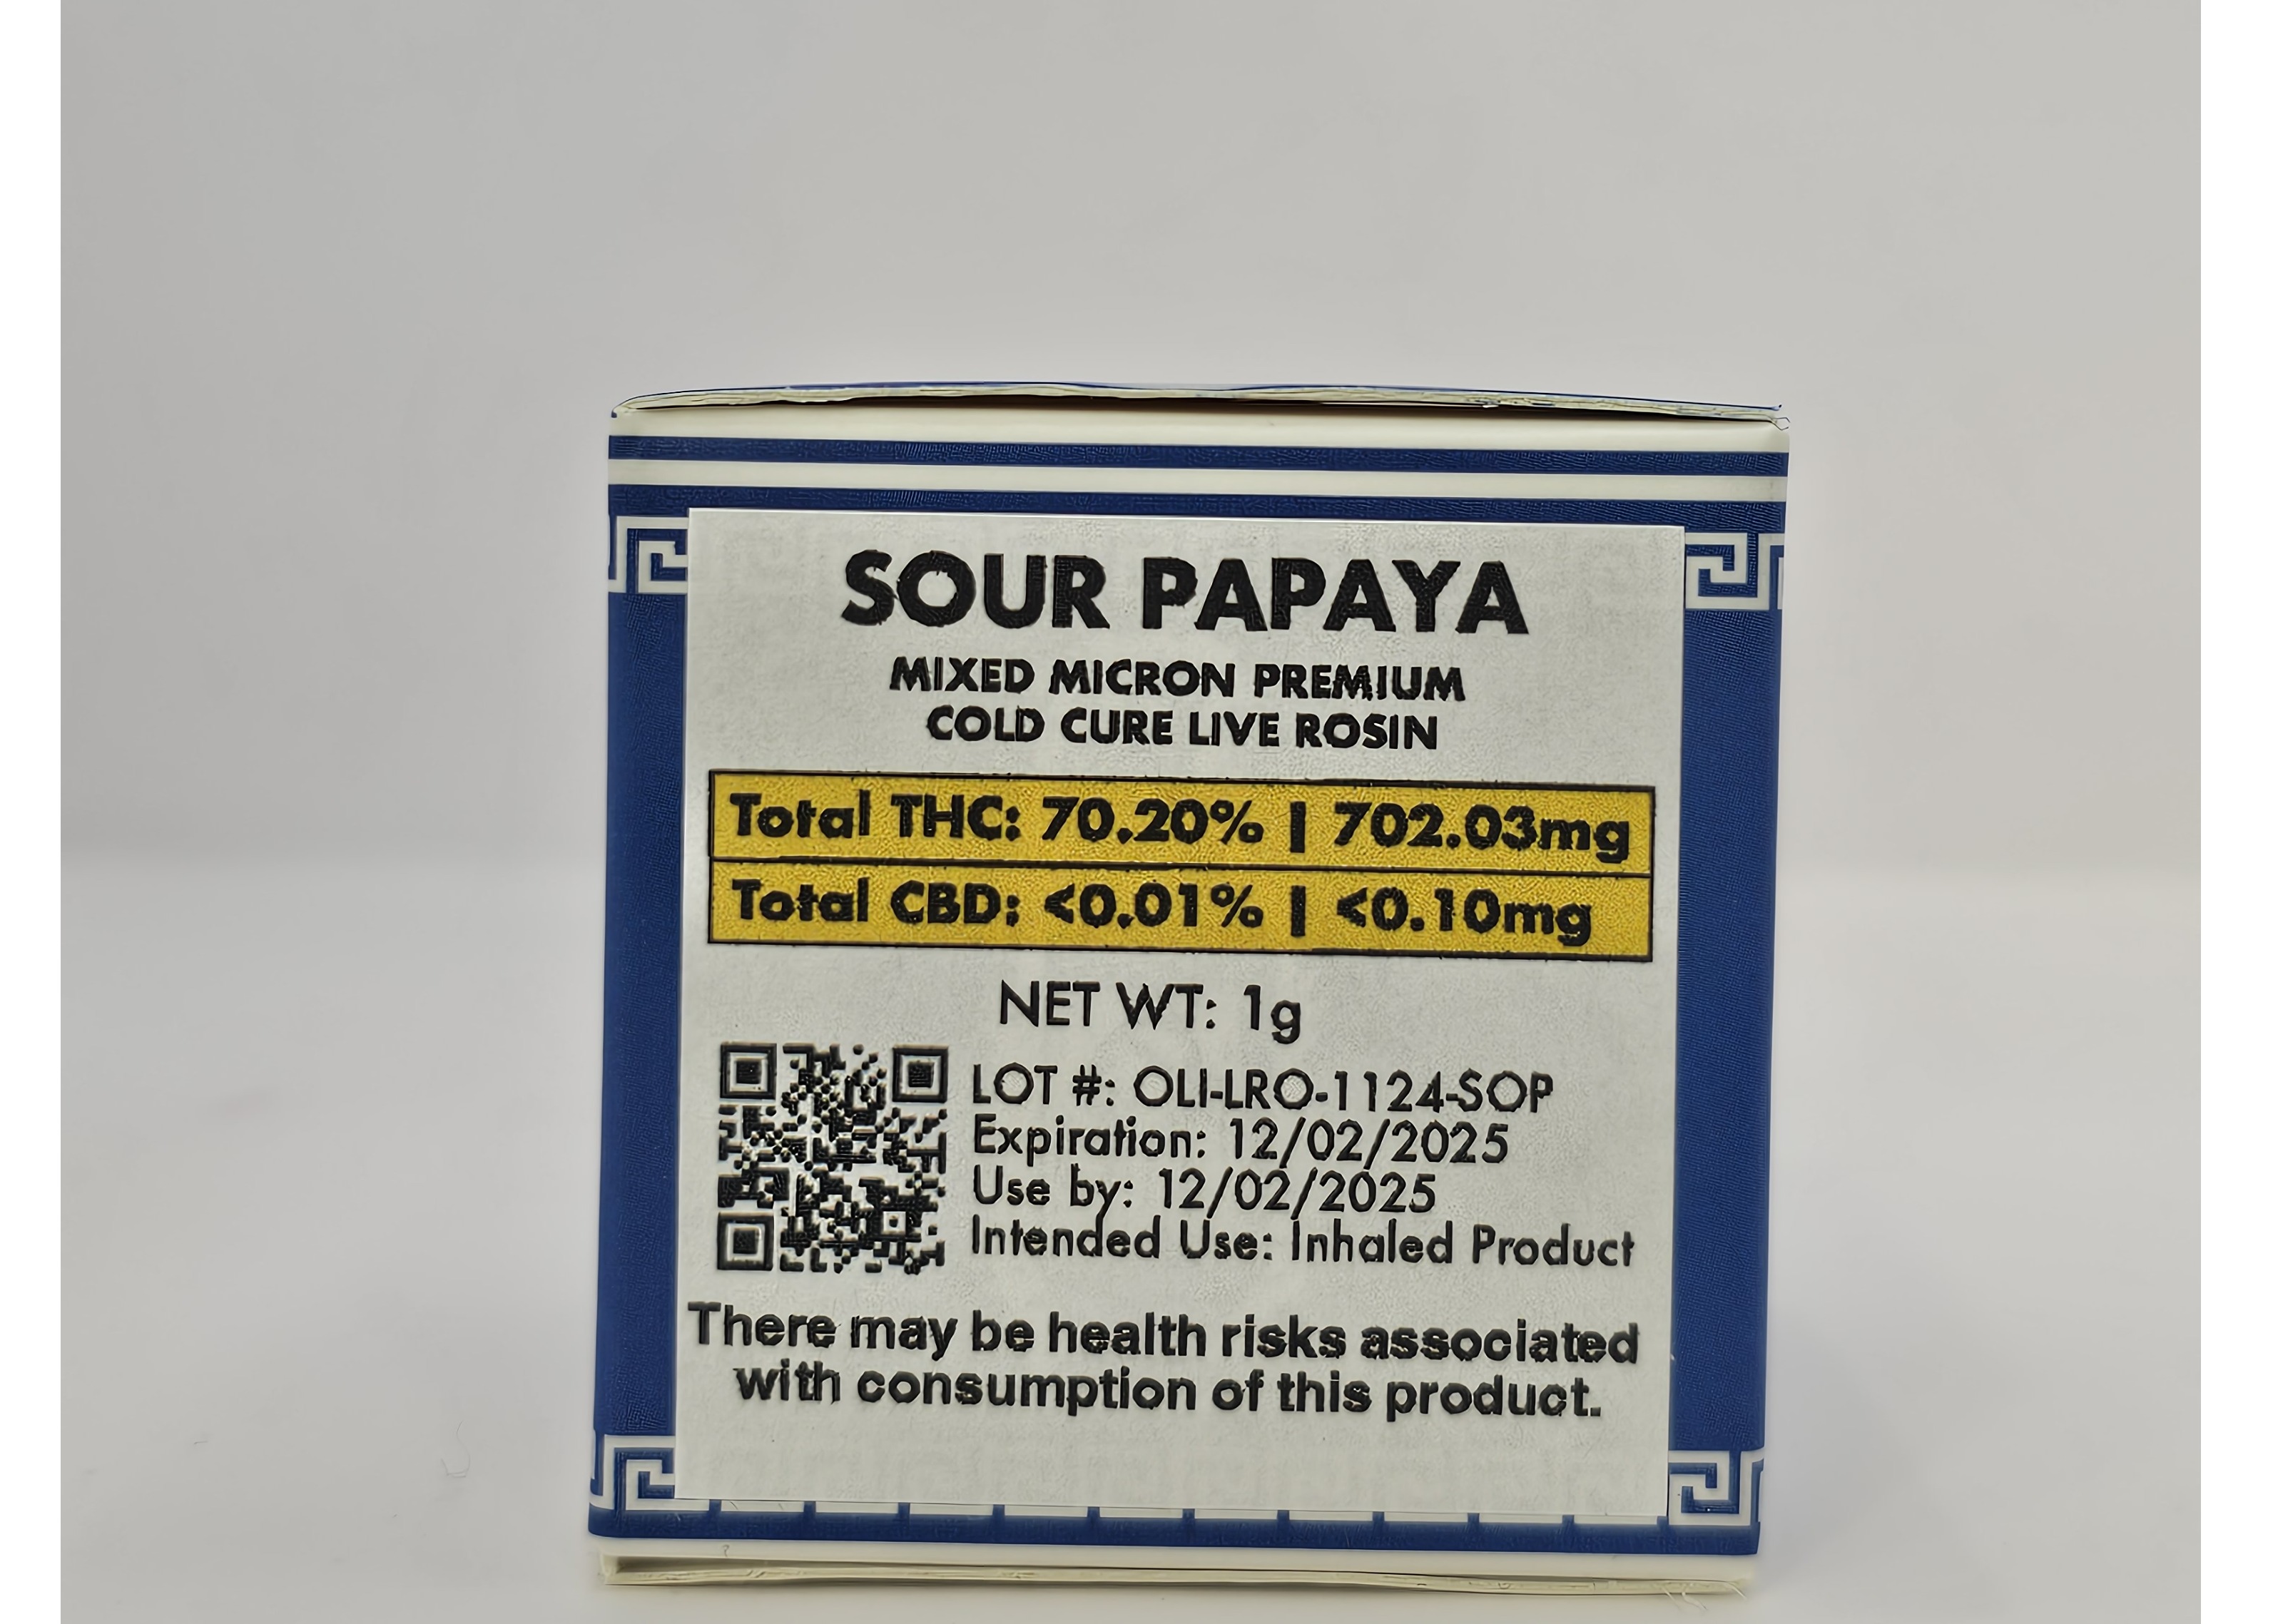 SOUR PAPAYA
MIXED MICRON PREMIUM
COLD CURE LIVE ROSIN
Total THC: 70.20% | 702.03mg
Total CBD: <0.01% | <0.10mg
NET WT: 1g
LOT #: OLI-LRO-1124-SOP
Expiration: 12/02/2025
Use by: 12/02/2025
Intended Use: Inhaled Product
There may be health risks associated
with consumption of this product.